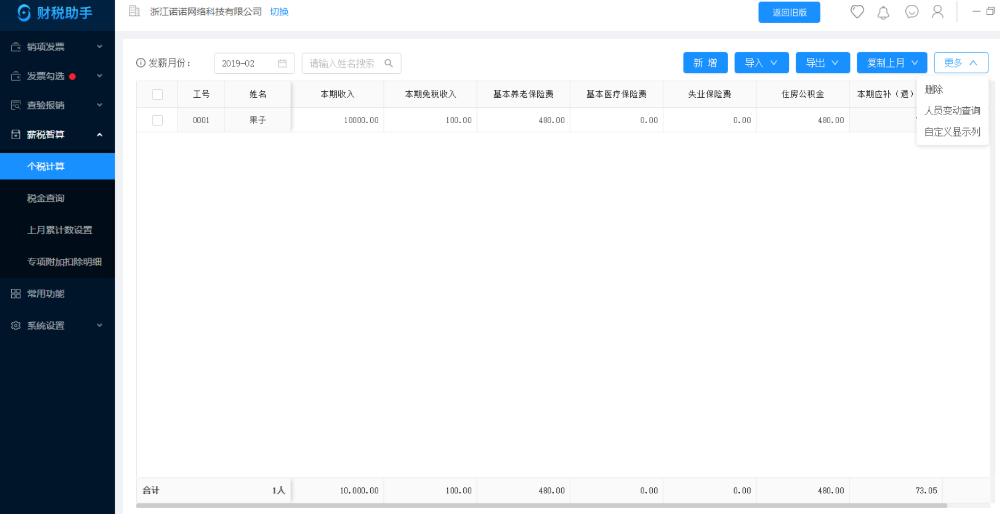 财税助手
浙江诺诺网络科技有限公司 切换
返回旧版
销项发票
发票勾选
查验报销
薪税智算
个税计算
税金查询
上月累计数设置
专项附加扣除明细
常用功能
系统设置
发薪月份：
2019-02
请输入姓名搜索
新 增
导入
导出
复制上月
更多
删除
人员变动查询
自定义显示列
工号 姓名 本期收入 本期免税收入 基本养老保险费 基本医疗保险费 失业保险费 住房公积金 本期应补（退）
0001 果子 10000.00 100.00 480.00 0.00 0.00 480.00
合计 1人 10,000.00 100.00 480.00 0.00 0.00 480.00 73.05